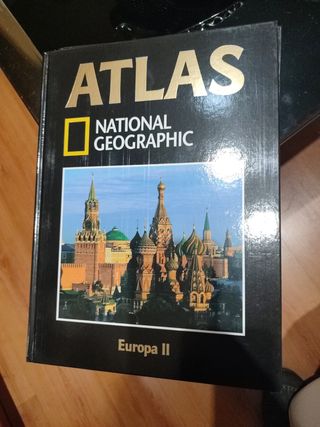 ATLAS
NATIONAL
GEOGRAPHIC
Europa II